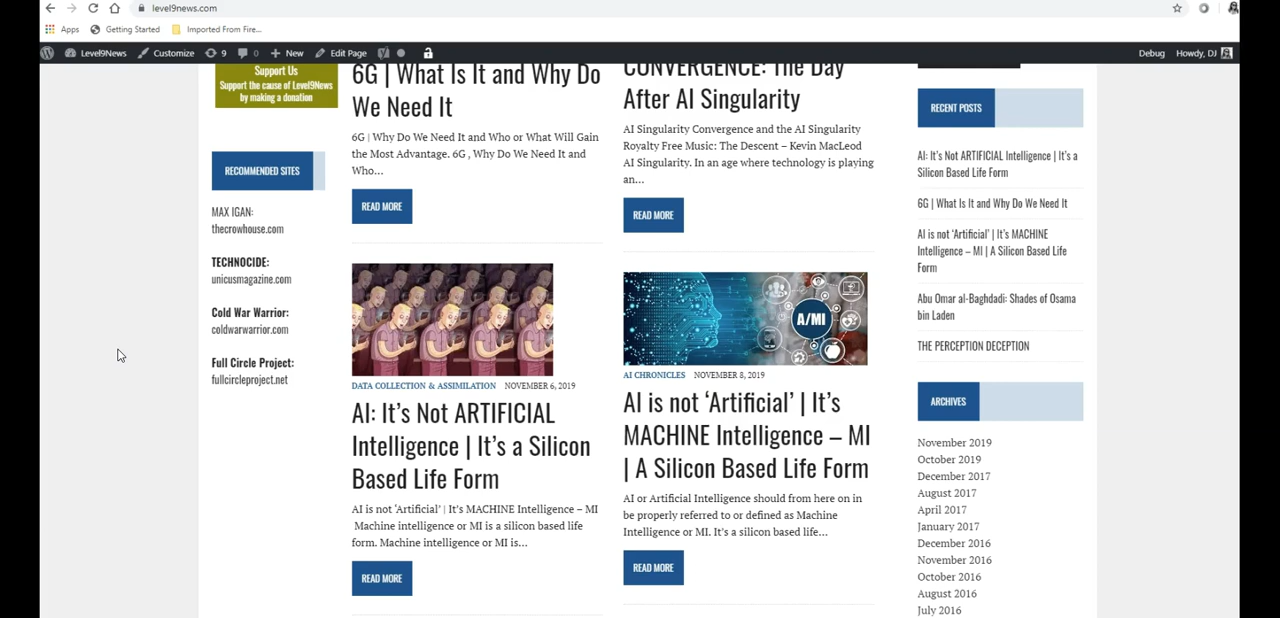 level9news.com
Apps
Getting Started
Imported From Fire...
Level9News
Customize
9
0
New
Edit Page
Debug
Howdy, DJ
Support Us
Support the cause of Level9News
by making a donation
RECOMMENDED SITES
MAX IGAN:
thecrowhouse.com
TECHNOCIDE:
unicusmagazine.com
Cold War Warrior:
coldwarwarrior.com
Full Circle Project:
fullcircleproject.net
6G | What Is It and Why Do
We Need It
6G | Why Do We Need It and Who or What Will Gain
the Most Advantage. 6G , Why Do We Need It and
Who...
READ MORE
DATA COLLECTION & ASSIMILATION NOVEMBER 6, 2019
AI: It's Not ARTIFICIAL
Intelligence | It's a Silicon
Based Life Form
AI is not 'Artificial' | It's MACHINE Intelligence – MI
Machine intelligence or MI is a silicon based life
form. Machine intelligence or MI is...
READ MORE
CONVERGENCE: The Day
After AI Singularity
AI Singularity Convergence and the AI Singularity
Royalty Free Music: The Descent – Kevin MacLeod
AI Singularity. In an age where technology is playing
an...
READ MORE
A/MI
AI CHRONICLES NOVEMBER 8, 2019
AI is not 'Artificial' | It's
MACHINE Intelligence – MI
| A Silicon Based Life Form
AI or Artificial Intelligence should from here on in
be properly referred to or defined as Machine
Intelligence or MI. It's a silicon based life...
READ MORE
RECENT POSTS
AI: It's Not ARTIFICIAL Intelligence | It's a
Silicon Based Life Form
6G | What Is It and Why Do We Need It
AI is not 'Artificial' | It's MACHINE
Intelligence – MI | A Silicon Based Life
Form
Abu Omar al-Baghdadi: Shades of Osama
bin Laden
THE PERCEPTION DECEPTION
ARCHIVES
November 2019
October 2019
December 2017
August 2017
April 2017
January 2017
December 2016
November 2016
October 2016
August 2016
July 2016